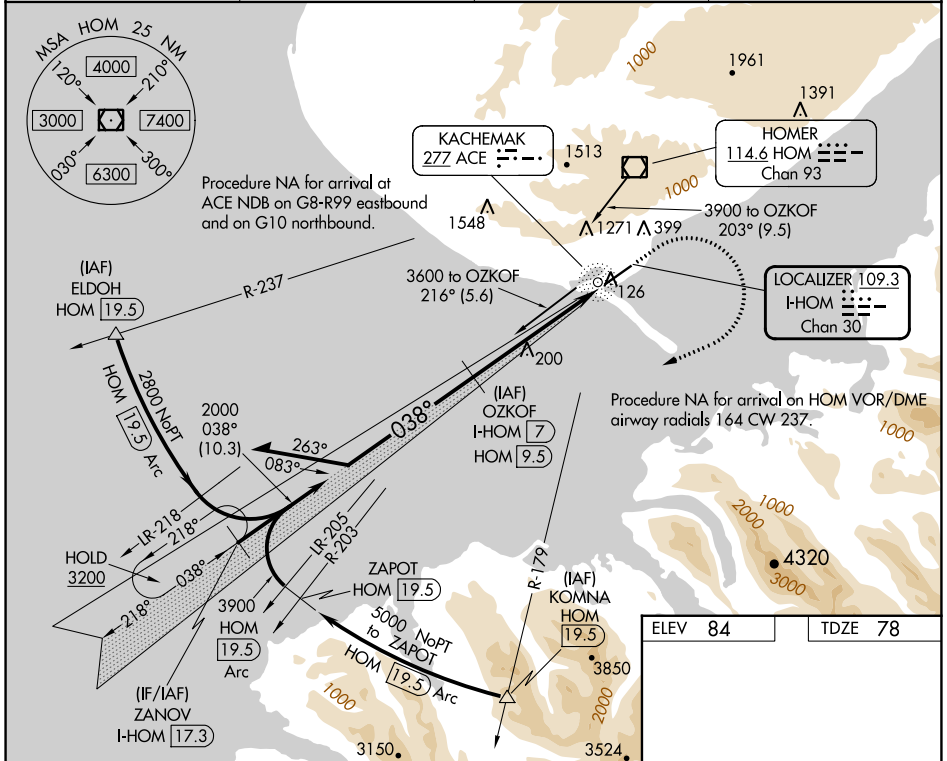 MSA HOM 25 NM
120°
4000
210°
3000
7400
030°
6300
300°
Procedure NA for arrival at
ACE NDB on G8-R99 eastbound
and on G10 northbound.
KACHEMAK
277 ACE
HOMER
114.6 HOM
Chan 93
1000
1961
1391
1513
1000
1548
1271
399
3900 to OZKOF
203° (9.5)
3600 to OZKOF
216° (5.6)
126
LOCALIZER 109.3
I-HOM
Chan 30
(IAF)
ELDOH
HOM 19.5
R-237
200
2800 NoPT
HOM 19.5 Arc
2000
038°
(10.3)
038°
(IAF)
OZKOF
I-HOM 7
HOM 9.5
Procedure NA for arrival on HOM VOR/DME
airway radials 164 CW 237.
1000
263°
083°
LR-218
218°
HOLD
3200
038°
218°
LR-205
R-203
3900
HOM
19.5
Arc
ZAPOT
HOM 19.5
R-179
(IAF)
KOMNA
HOM
19.5
5000 NoPT
to ZAPOT
HOM 19.5 Arc
1000
2000
4320
3000
(IF/IAF)
ZANOV
I-HOM 17.3
1000
3150
3850
2000
3524
ELEV 84
TDZE 78